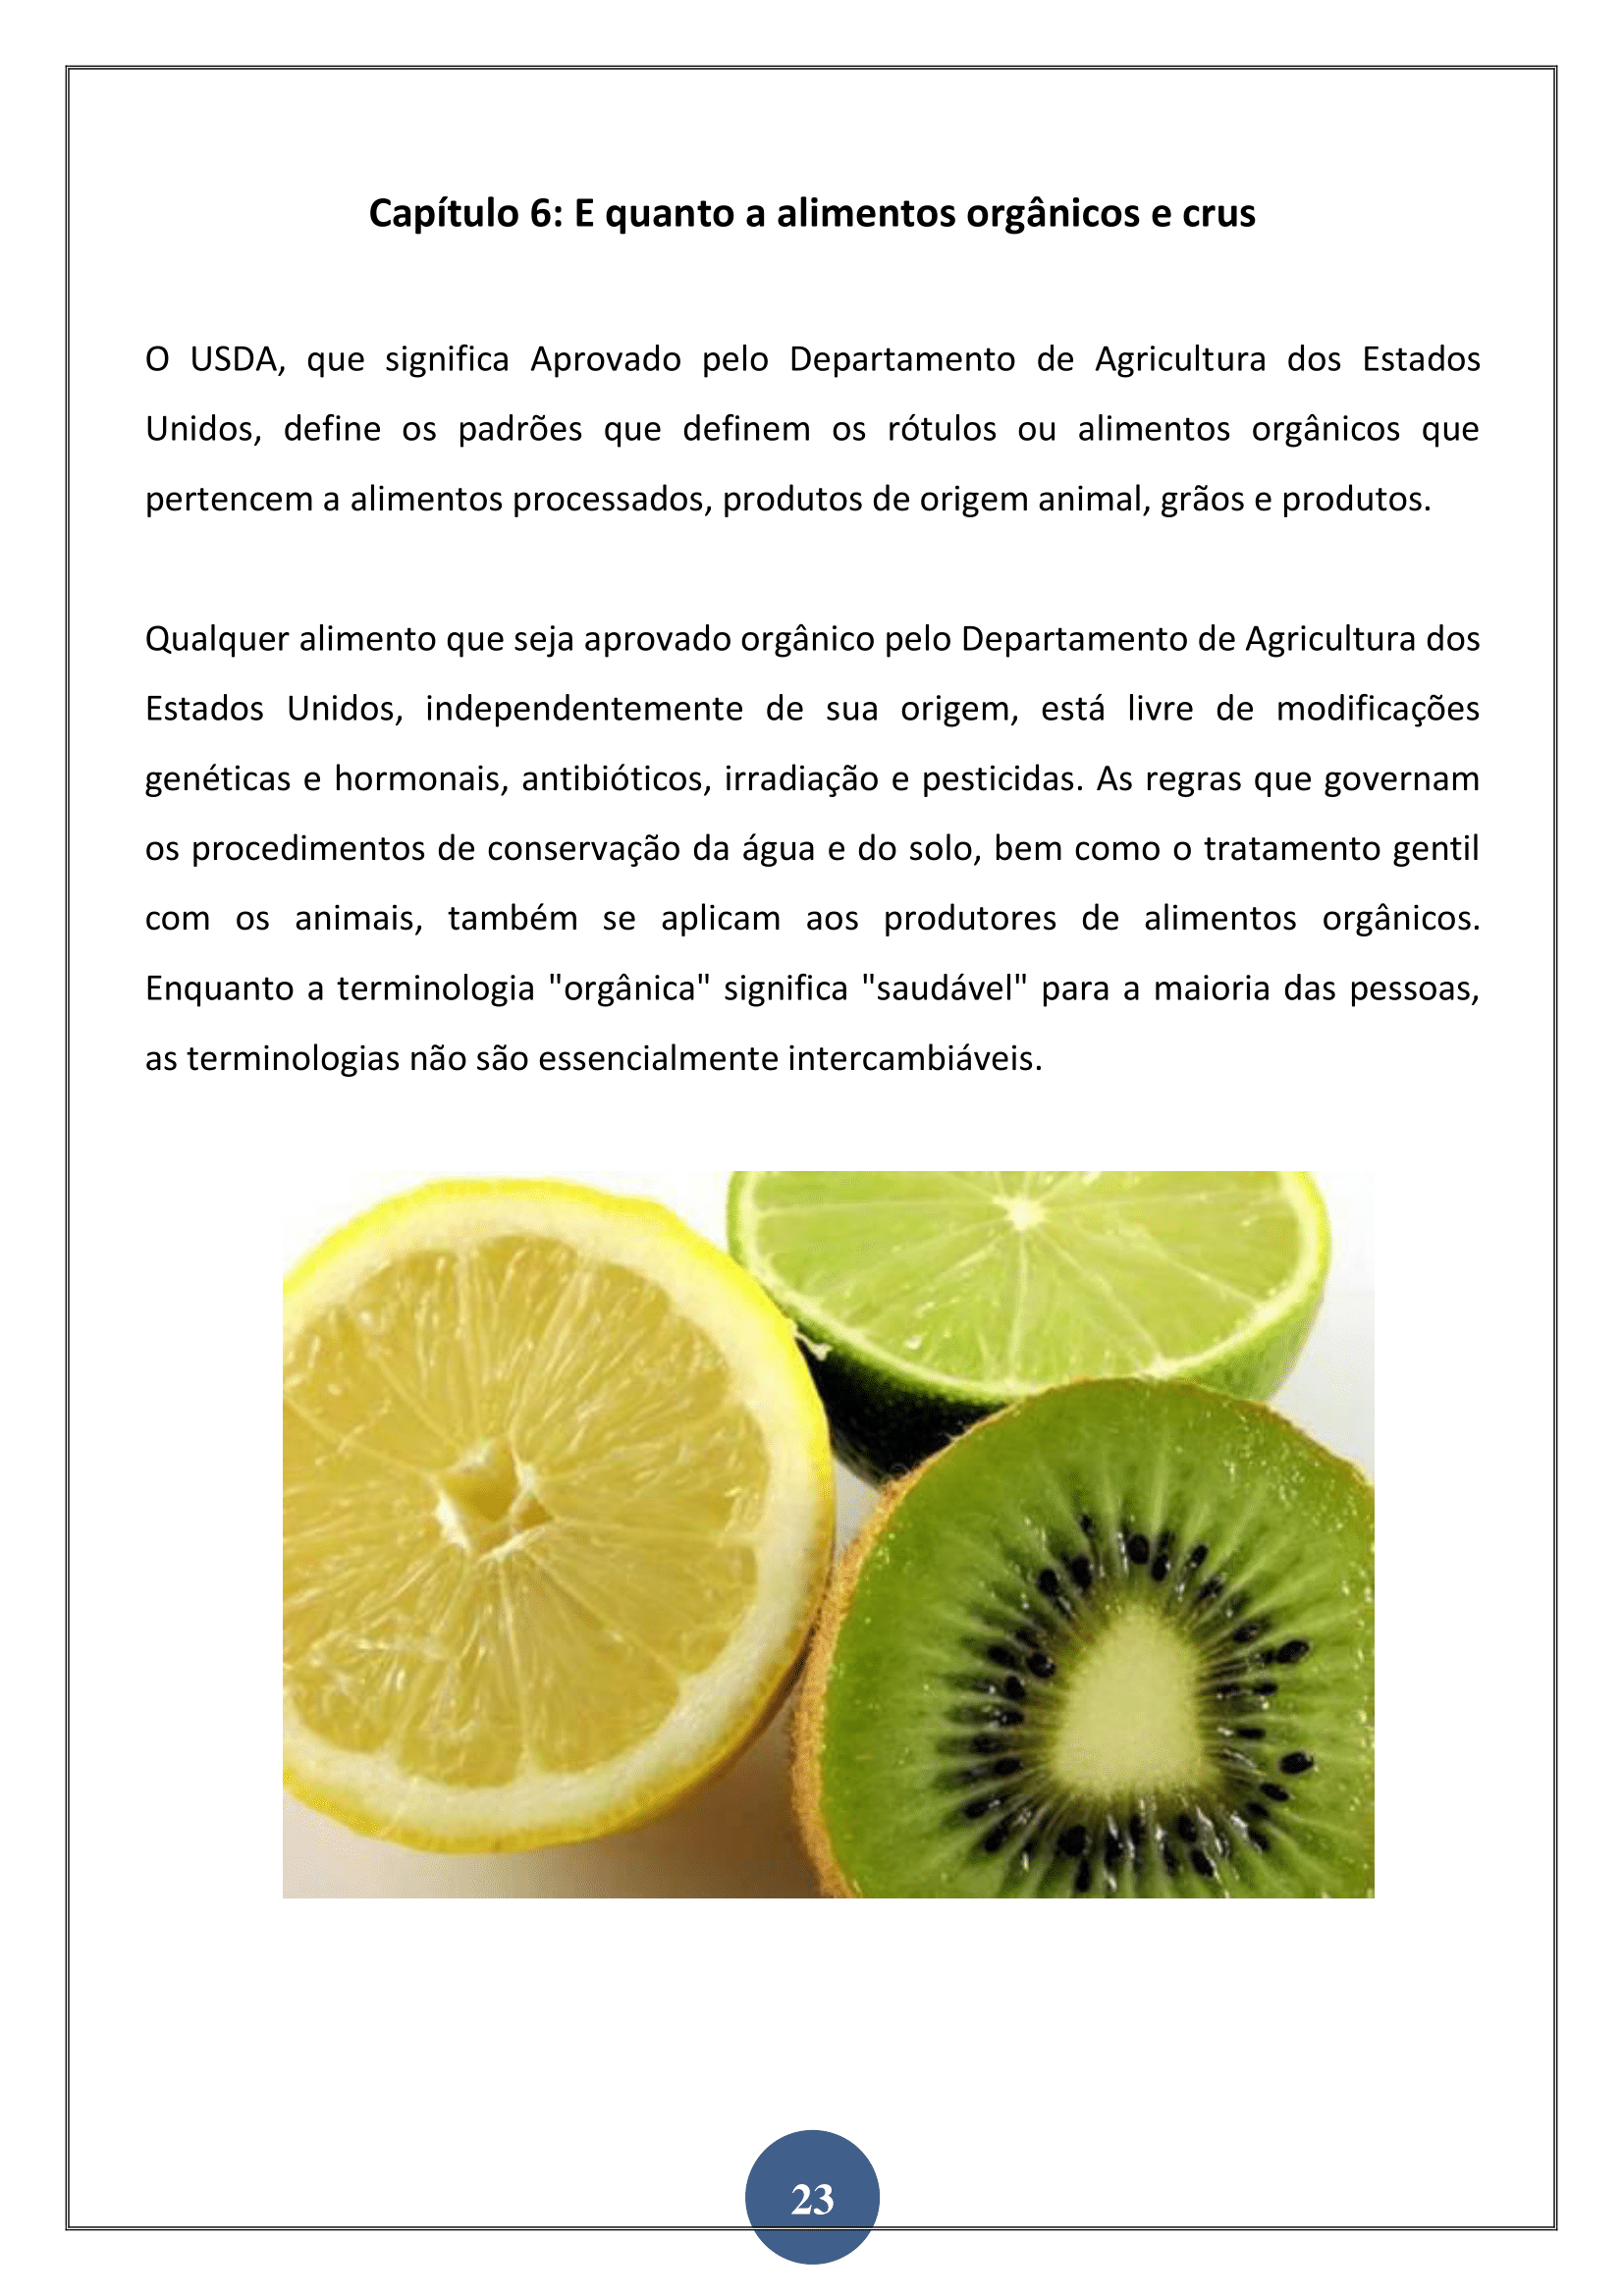 Capítulo 6: E quanto a alimentos orgânicos e crus
O USDA, que significa Aprovado pelo Departamento de Agricultura dos Estados
Unidos, define os padrões que definem os rótulos ou alimentos orgânicos que
pertencem a alimentos processados, produtos de origem animal, grãos e produtos.
Qualquer alimento que seja aprovado orgânico pelo Departamento de Agricultura dos
Estados Unidos, independentemente de sua origem, está livre de modificações
genéticas e hormonais, antibióticos, irradiação e pesticidas. As regras que governam
os procedimentos de conservação da água e do solo, bem como o tratamento gentil
com os animais, também se aplicam aos produtores de alimentos orgânicos.
Enquanto a terminologia "orgânica" significa "saudável" para a maioria das pessoas,
as terminologias não são essencialmente intercambiáveis.
23